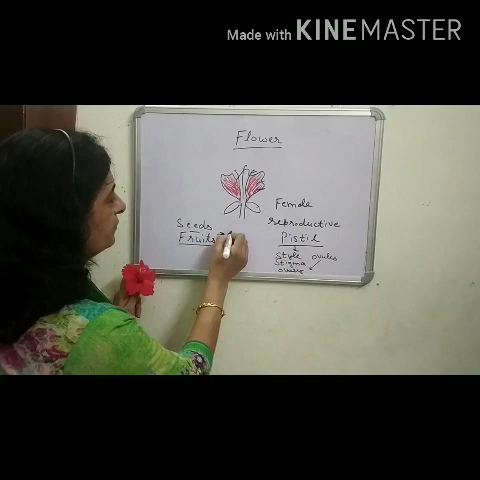 Made with KINEMASTER
Flower
Female
reproductive
Seeds
Fruits
Pistil
Style ovules
Stigma
ovary